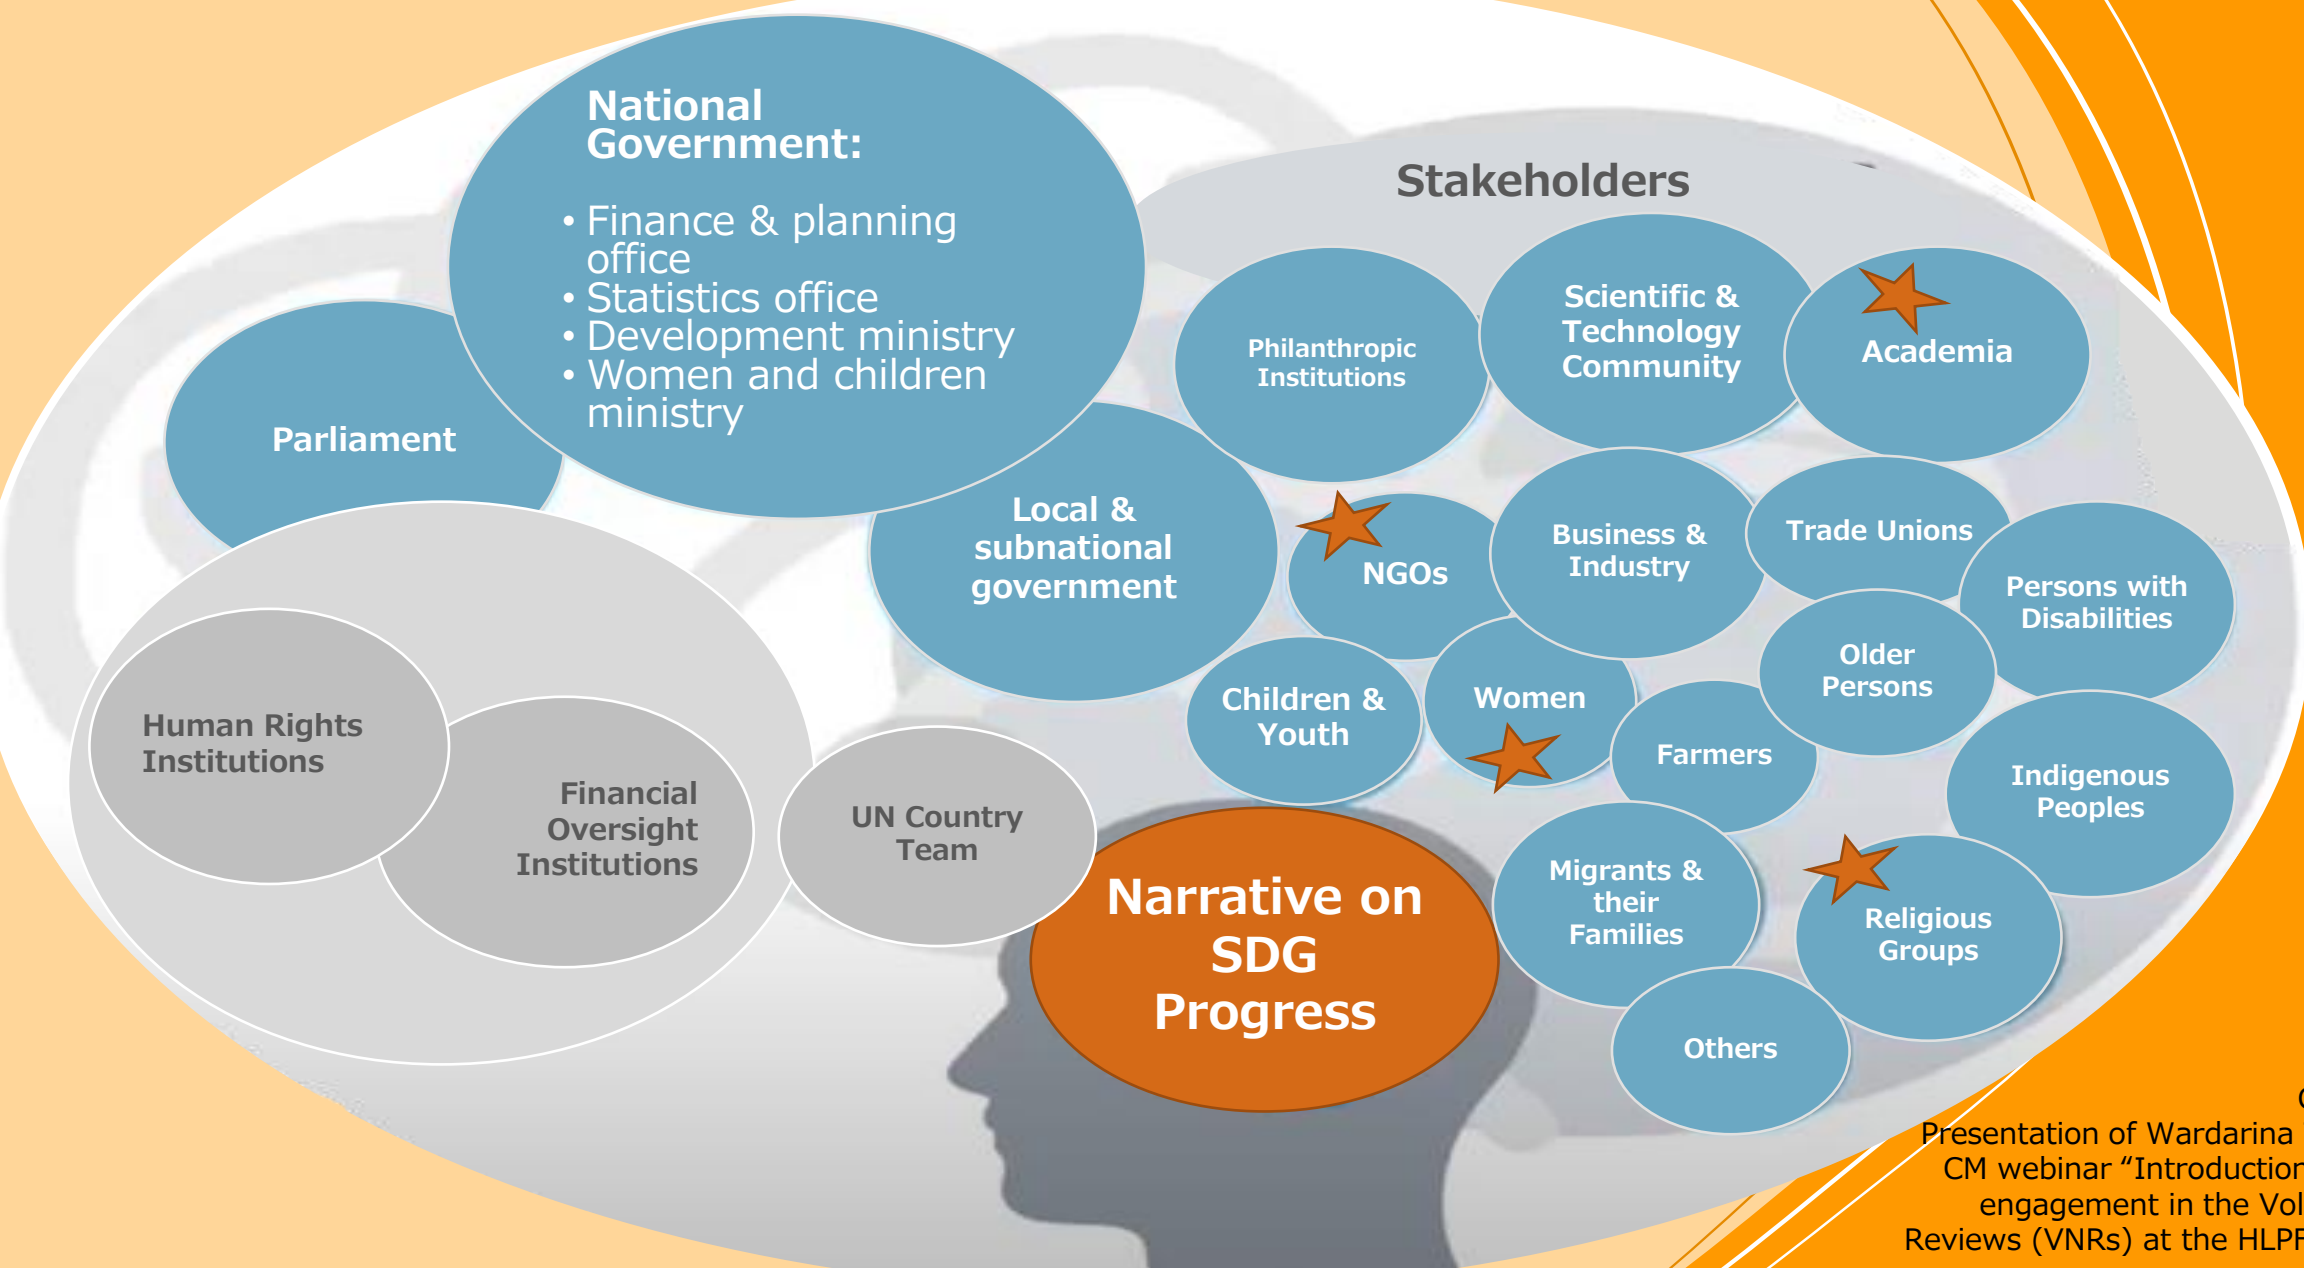 National
Government:
• Finance & planning
office
• Statistics office
• Development ministry
• Women and children
ministry
Parliament
Local &
subnational
government
Human Rights
Institutions
Financial
Oversight
Institutions
UN Country
Team
Narrative on
SDG
Progress
Stakeholders
Philanthropic
Institutions
Scientific &
Technology
Community
Academia
NGOs
Business &
Industry
Trade Unions
Persons with
Disabilities
Children &
Youth
Women
Older
Persons
Farmers
Indigenous
Peoples
Migrants &
their
Families
Religious
Groups
Others
Presentation of Wardarina
CM webinar “Introduction
engagement in the Vol
Reviews (VNRs) at the HLPF